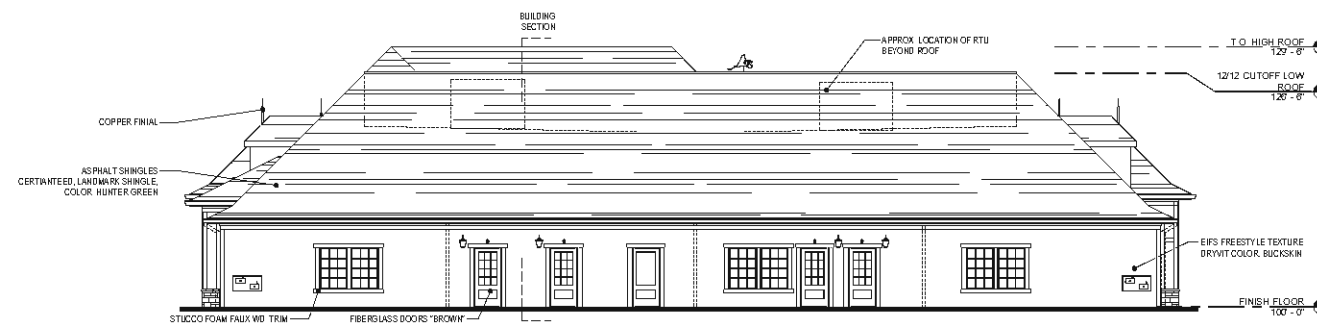 BUILDING
SECTION
APPROX LOCATION OF RTU
BEYOND ROOF
T O HIGH ROOF
129' - 6"
12/12 CUTOFF LOW
ROOF
126' - 6"
COPPER FINIAL
ASPHALT SHINGLES
CERTIANTEED, LANDMARK SHINGLE,
COLOR HUNTER GREEN
EIFS FREESTYLE TEXTURE
DRYVIT COLOR BUCKSKIN
FINISH FLOOR
100' - 0"
STUCCO FOAM FAUX WD TRIM
FIBERGLASS DOORS "BROWN"